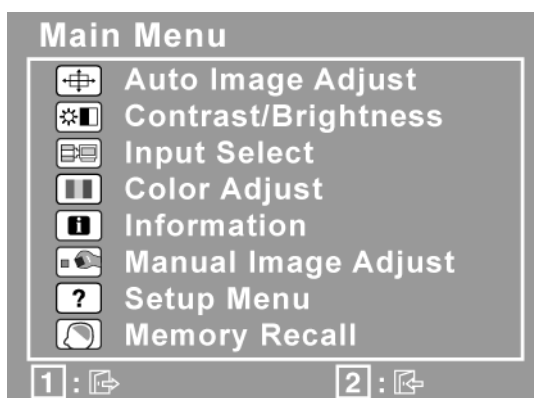 Main Menu
Auto Image Adjust
Contrast/Brightness
Input Select
Color Adjust
i Information
Manual Image Adjust
? Setup Menu
Memory Recall
1 : 2 :